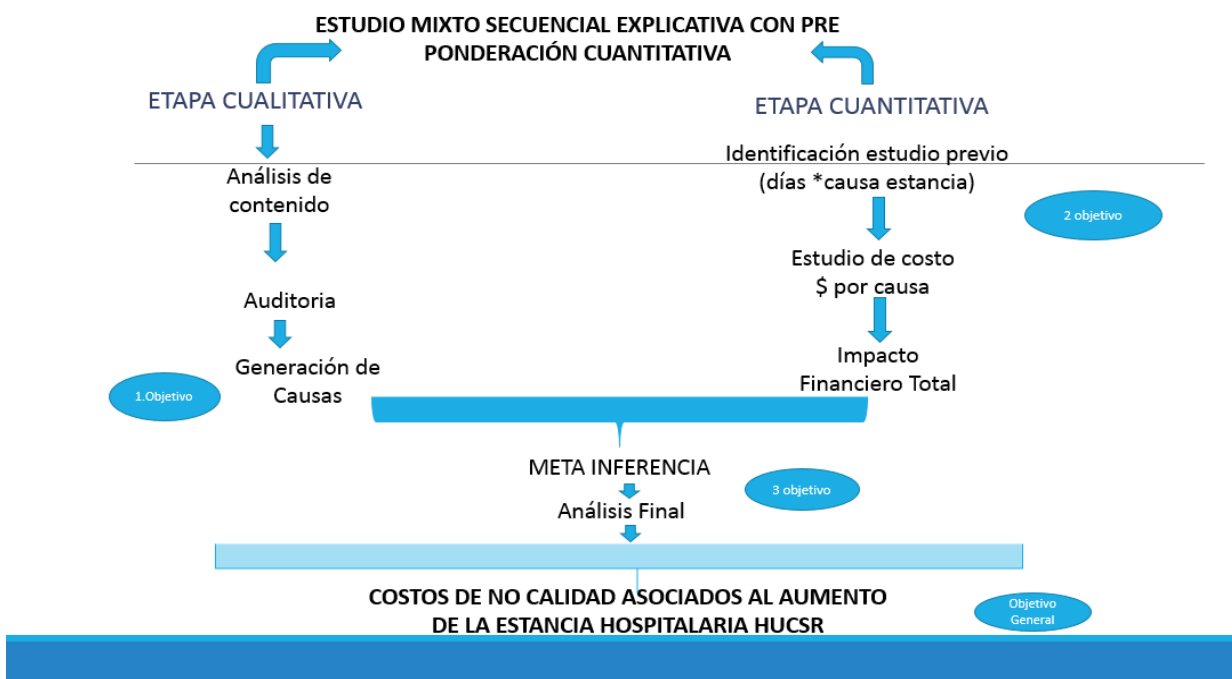 ESTUDIO MIXTO SECUENCIAL EXPLICATIVA CON PRE
PONDERACIÓN CUANTITATIVA
ETAPA CUALITATIVA
Análisis de
contenido
Auditoria
Generación de
Causas
1.Objetivo
ETAPA CUANTITATIVA
Identificación estudio previo
(días *causa estancia)
2 objetivo
Estudio de costo
$ por causa
Impacto
Financiero Total
META INFERENCIA
3 objetivo
Análisis Final
COSTOS DE NO CALIDAD ASOCIADOS AL AUMENTO
DE LA ESTANCIA HOSPITALARIA HUCSR
Objetivo
General